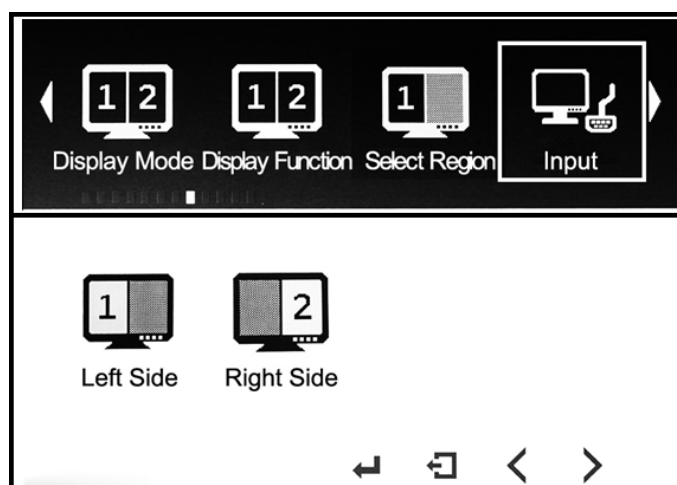 1 2 1 2 1
Display Mode Display Function Select Region Input
1 2
Left Side Right Side